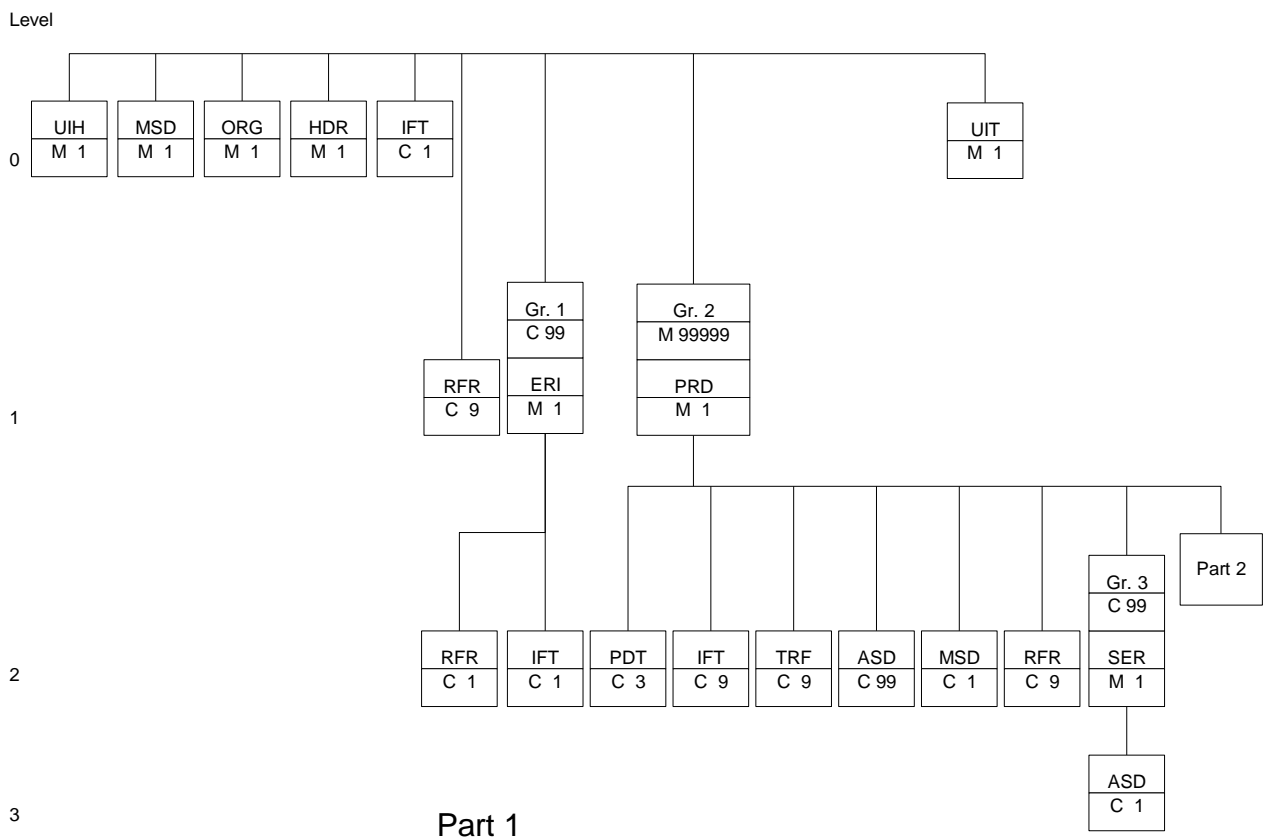 Level
UIH MSD ORG HDR IFT UIT
M 1 M 1 M 1 M 1 C 1 M 1
0
Gr. 1 Gr. 2
C 99 M 99999
RFR ERI PRD
C 9 M 1 M 1
1
Part 2
Gr. 3
C 99
RFR IFT PDT IFT TRF ASD MSD RFR SER
C 1 C 1 C 3 C 9 C 9 C 99 C 1 C 9 M 1
2
ASD
C 1
3
Part 1